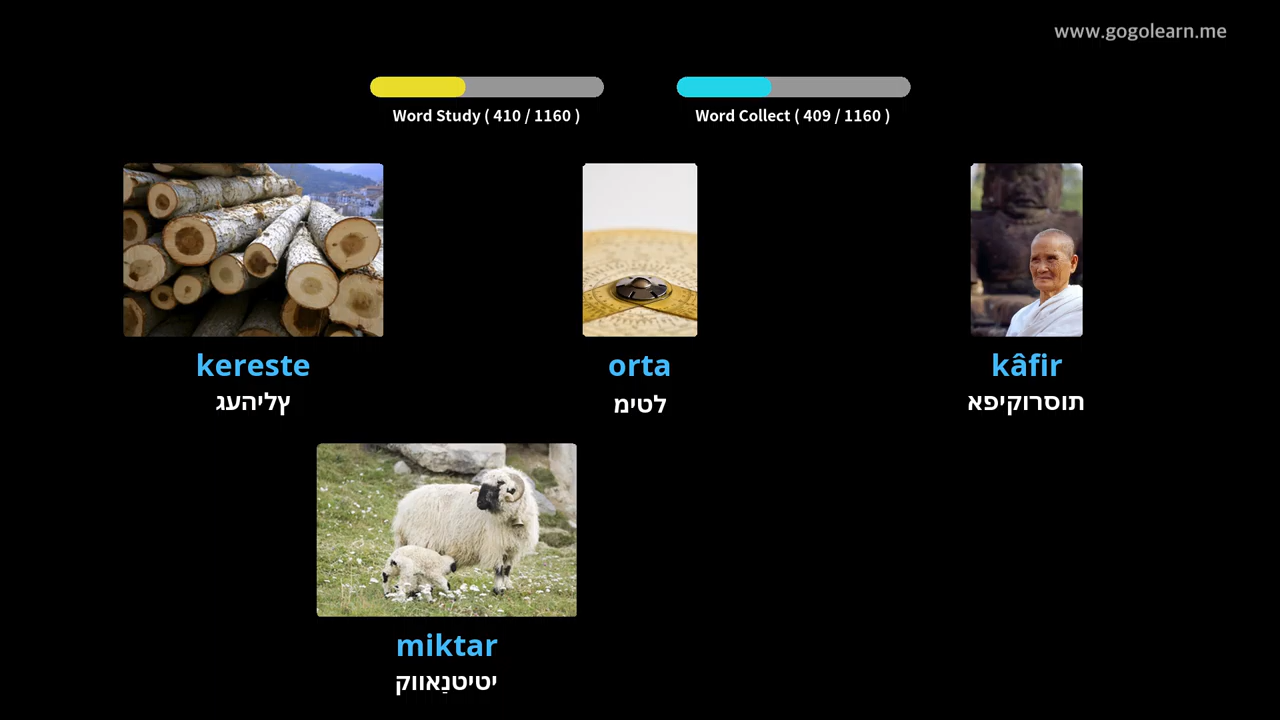 www.gogolearn.me
Word Study ( 410 / 1160 )
Word Collect ( 409 / 1160 )
kereste
ץליהעג
orta
לטימ
kâfir
תוסרוקיפא
miktar
יטיטנַאווק